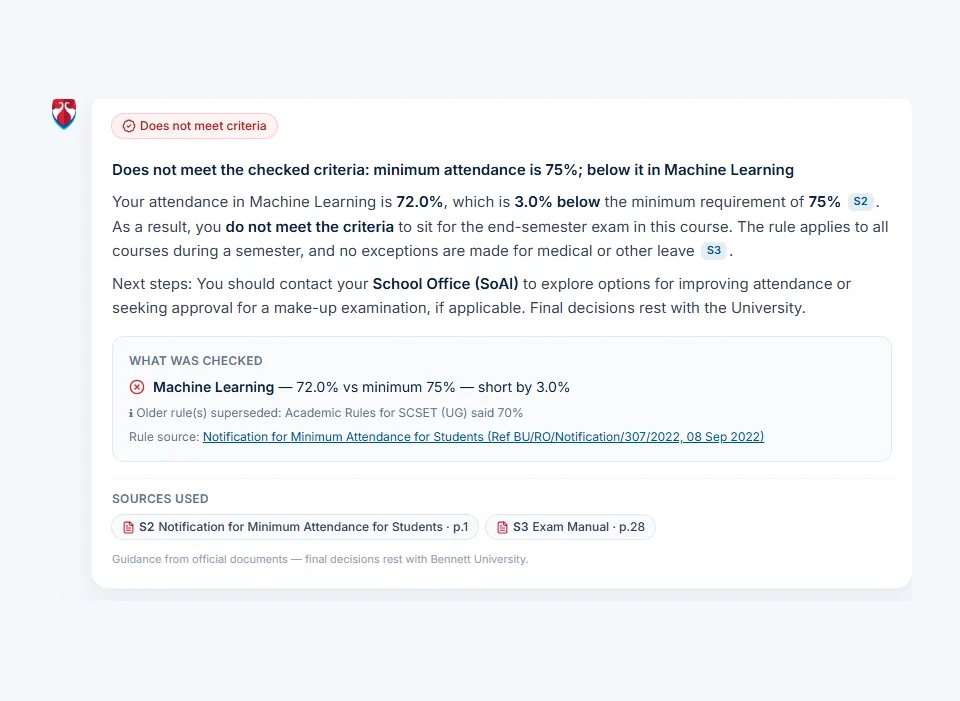 Does not meet criteria
Does not meet the checked criteria: minimum attendance is 75%; below it in Machine Learning
Your attendance in Machine Learning is 72.0%, which is 3.0% below the minimum requirement of 75% S2 .
As a result, you do not meet the criteria to sit for the end-semester exam in this course. The rule applies to all
courses during a semester, and no exceptions are made for medical or other leave S3 .
Next steps: You should contact your School Office (SoAI) to explore options for improving attendance or
seeking approval for a make-up examination, if applicable. Final decisions rest with the University.
WHAT WAS CHECKED
Machine Learning — 72.0% vs minimum 75% — short by 3.0%
ℹ Older rule(s) superseded: Academic Rules for SCSET (UG) said 70%
Rule source: Notification for Minimum Attendance for Students (Ref BU/RO/Notification/307/2022, 08 Sep 2022)
SOURCES USED
S2 Notification for Minimum Attendance for Students · p.1 S3 Exam Manual · p.28
Guidance from official documents — final decisions rest with Bennett University.